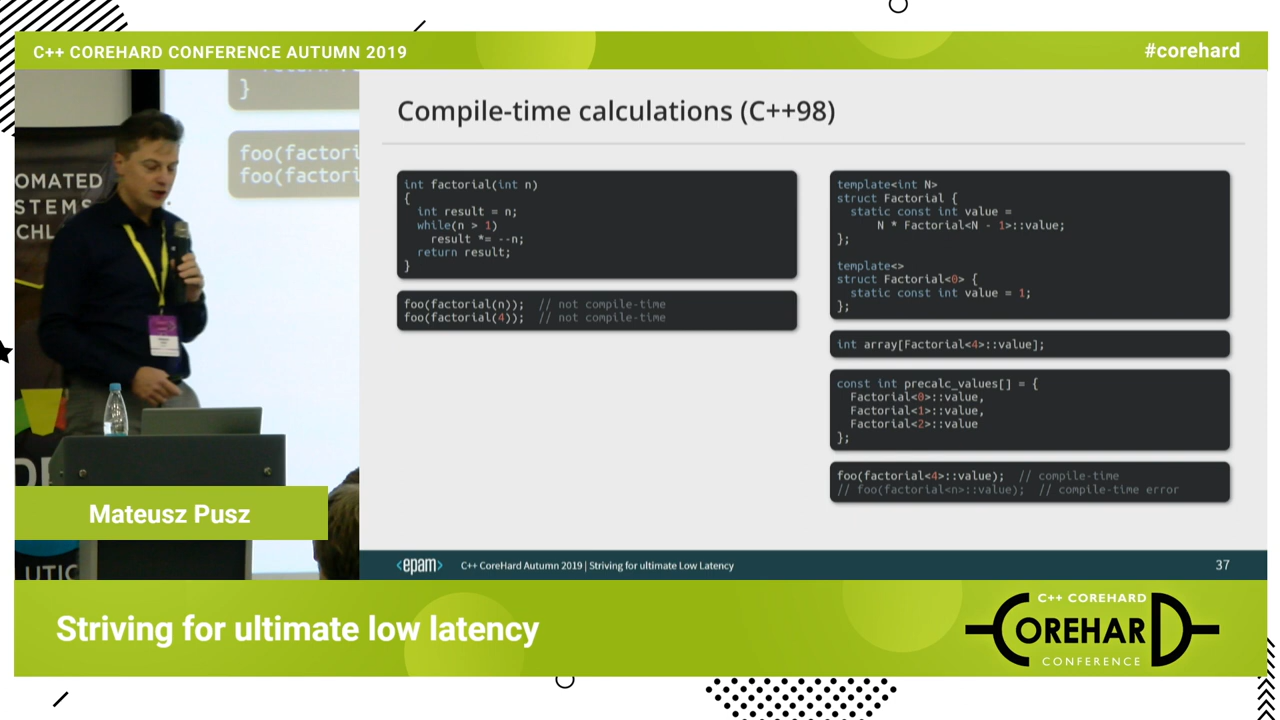 C++ COREHARD CONFERENCE AUTUMN 2019
#corehard
}
foo(factori
foo(factori
OMATED
STEMS
CHL
UTIC
Mateusz Pusz
Compile-time calculations (C++98)
int factorial(int n)
{
  int result = n;
  while(n > 1)
    result *= --n;
  return result;
}
foo(factorial(n));  // not compile-time
foo(factorial(4));  // not compile-time
template<int N>
struct Factorial {
  static const int value =
      N * Factorial<N - 1>::value;
};
template<>
struct Factorial<0> {
  static const int value = 1;
};
int array[Factorial<4>::value];
const int precalc_values[] = {
  Factorial<0>::value,
  Factorial<1>::value,
  Factorial<2>::value
};
foo(factorial<4>::value);  // compile-time
// foo(factorial<n>::value);  // compile-time error
<epam>
C++ CoreHard Autumn 2019 | Striving for ultimate Low Latency
37
Striving for ultimate low latency
C++ COREHARD
COREHARD
CONFERENCE